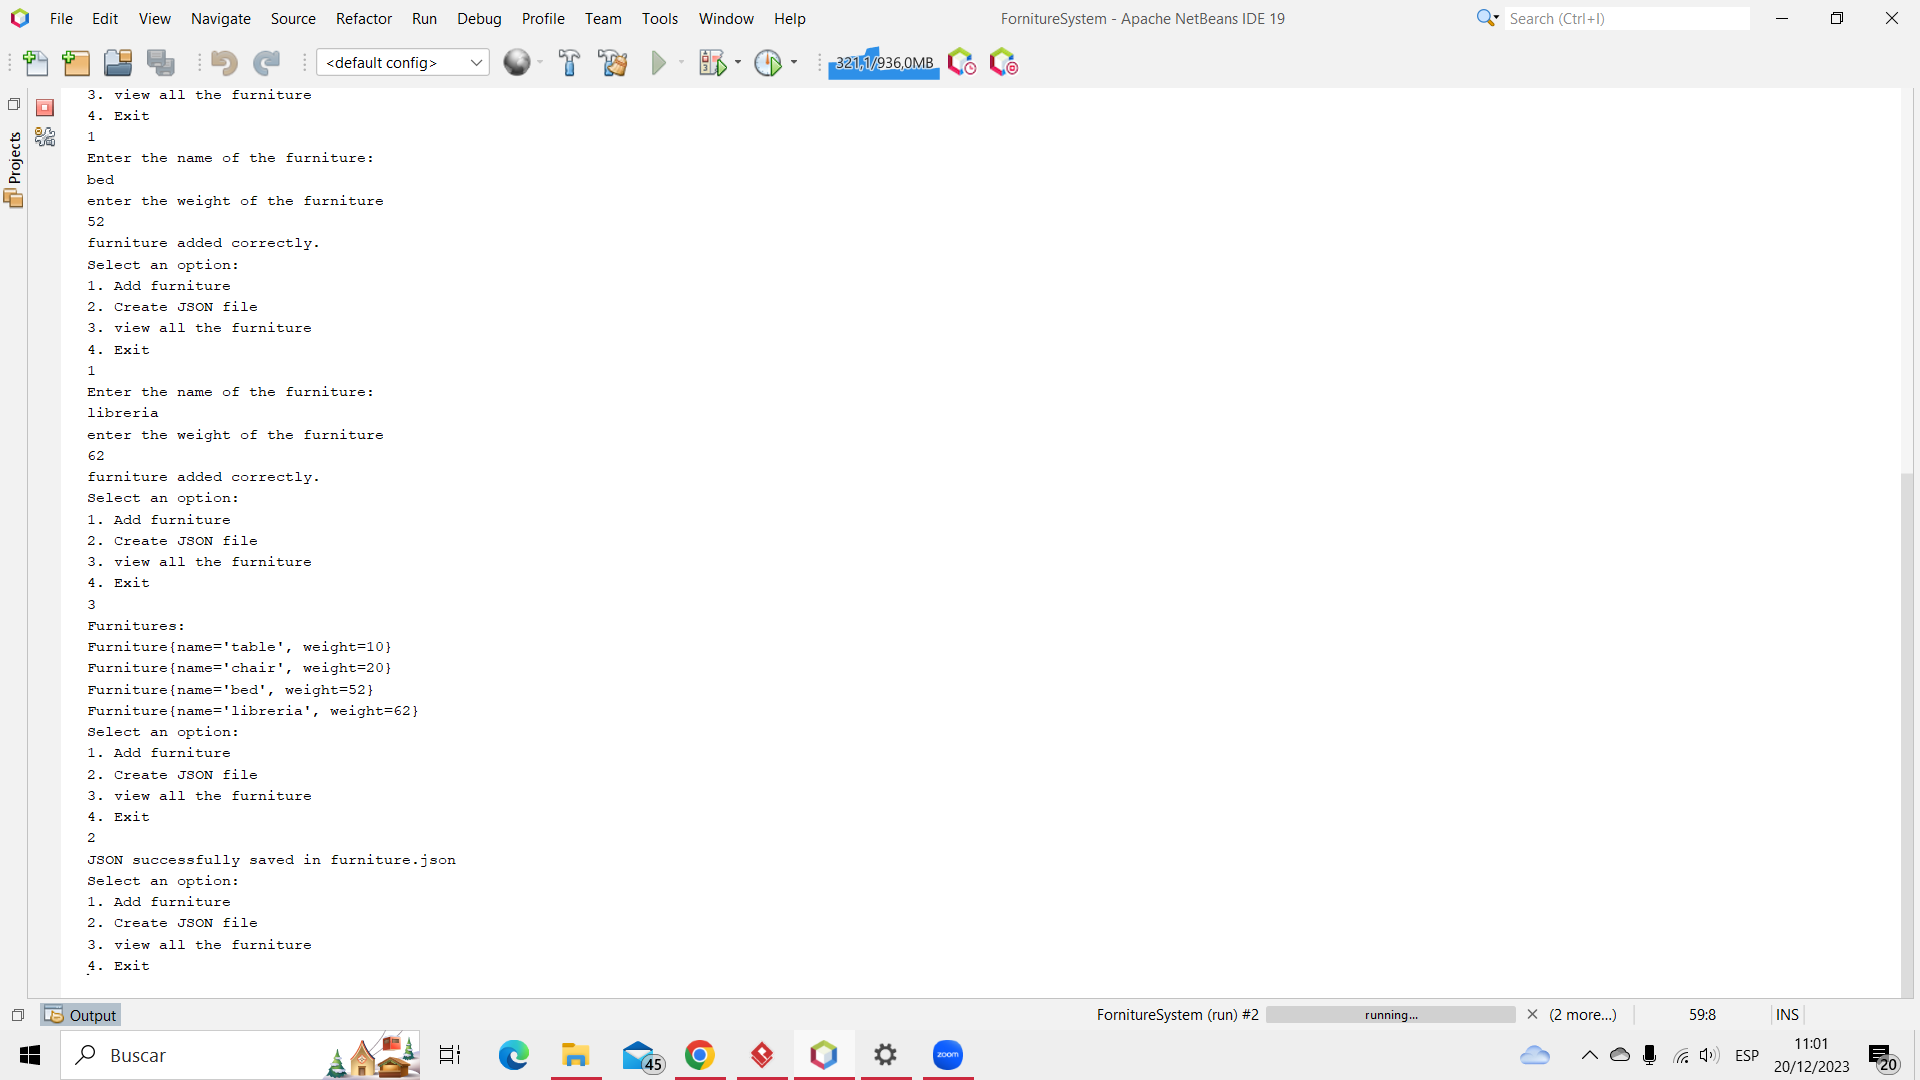 File Edit View Navigate Source Refactor Run Debug Profile Team Tools Window Help FornitureSystem - Apache NetBeans IDE 19 Search (Ctrl+I)
<default config> 321,1/936,0MB
Projects
3. view all the furniture
4. Exit
1
Enter the name of the furniture:
bed
enter the weight of the furniture
52
furniture added correctly.
Select an option:
1. Add furniture
2. Create JSON file
3. view all the furniture
4. Exit
1
Enter the name of the furniture:
libreria
enter the weight of the furniture
62
furniture added correctly.
Select an option:
1. Add furniture
2. Create JSON file
3. view all the furniture
4. Exit
3
Furnitures:
Furniture{name='table', weight=10}
Furniture{name='chair', weight=20}
Furniture{name='bed', weight=52}
Furniture{name='libreria', weight=62}
Select an option:
1. Add furniture
2. Create JSON file
3. view all the furniture
4. Exit
2
JSON successfully saved in furniture.json
Select an option:
1. Add furniture
2. Create JSON file
3. view all the furniture
4. Exit
Output FornitureSystem (run) #2 running... (2 more...) 59:8 INS
Buscar 45 zoom ESP 11:01
20/12/2023 20